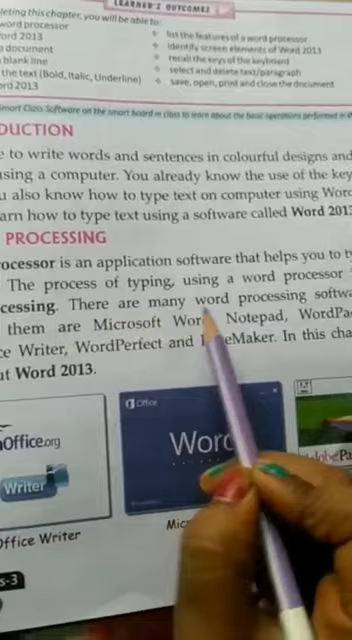 LEARNER'S OUTCOMES
leting this chapter, you will be able to:
word processor
ord 2013
a document
blank line
the text (Bold, Italic, Underline)
ord 2013
list the features of a word processor
identify screen elements of Word 2013
recall the keys of the keyboard
select and delete text/paragraph
save, open, print and close the document
Smart Class Software on the smart board in class to learn about the basic operations performed in
DUCTION
e to write words and sentences in colourful designs and
using a computer. You already know the use of the key
u also know how to type text on computer using Word
arn how to type text using a software called Word 2013
PROCESSING
ocessor is an application software that helps you to ty
The process of typing, using a word processor
cessing. There are many word processing softwa
them are Microsoft Word, Notepad, WordPa
ce Writer, WordPerfect and eMaker. In this cha
ut Word 2013.
Office.org
Writer
Office
Word
dobePa
Office Writer
Mic
s-3